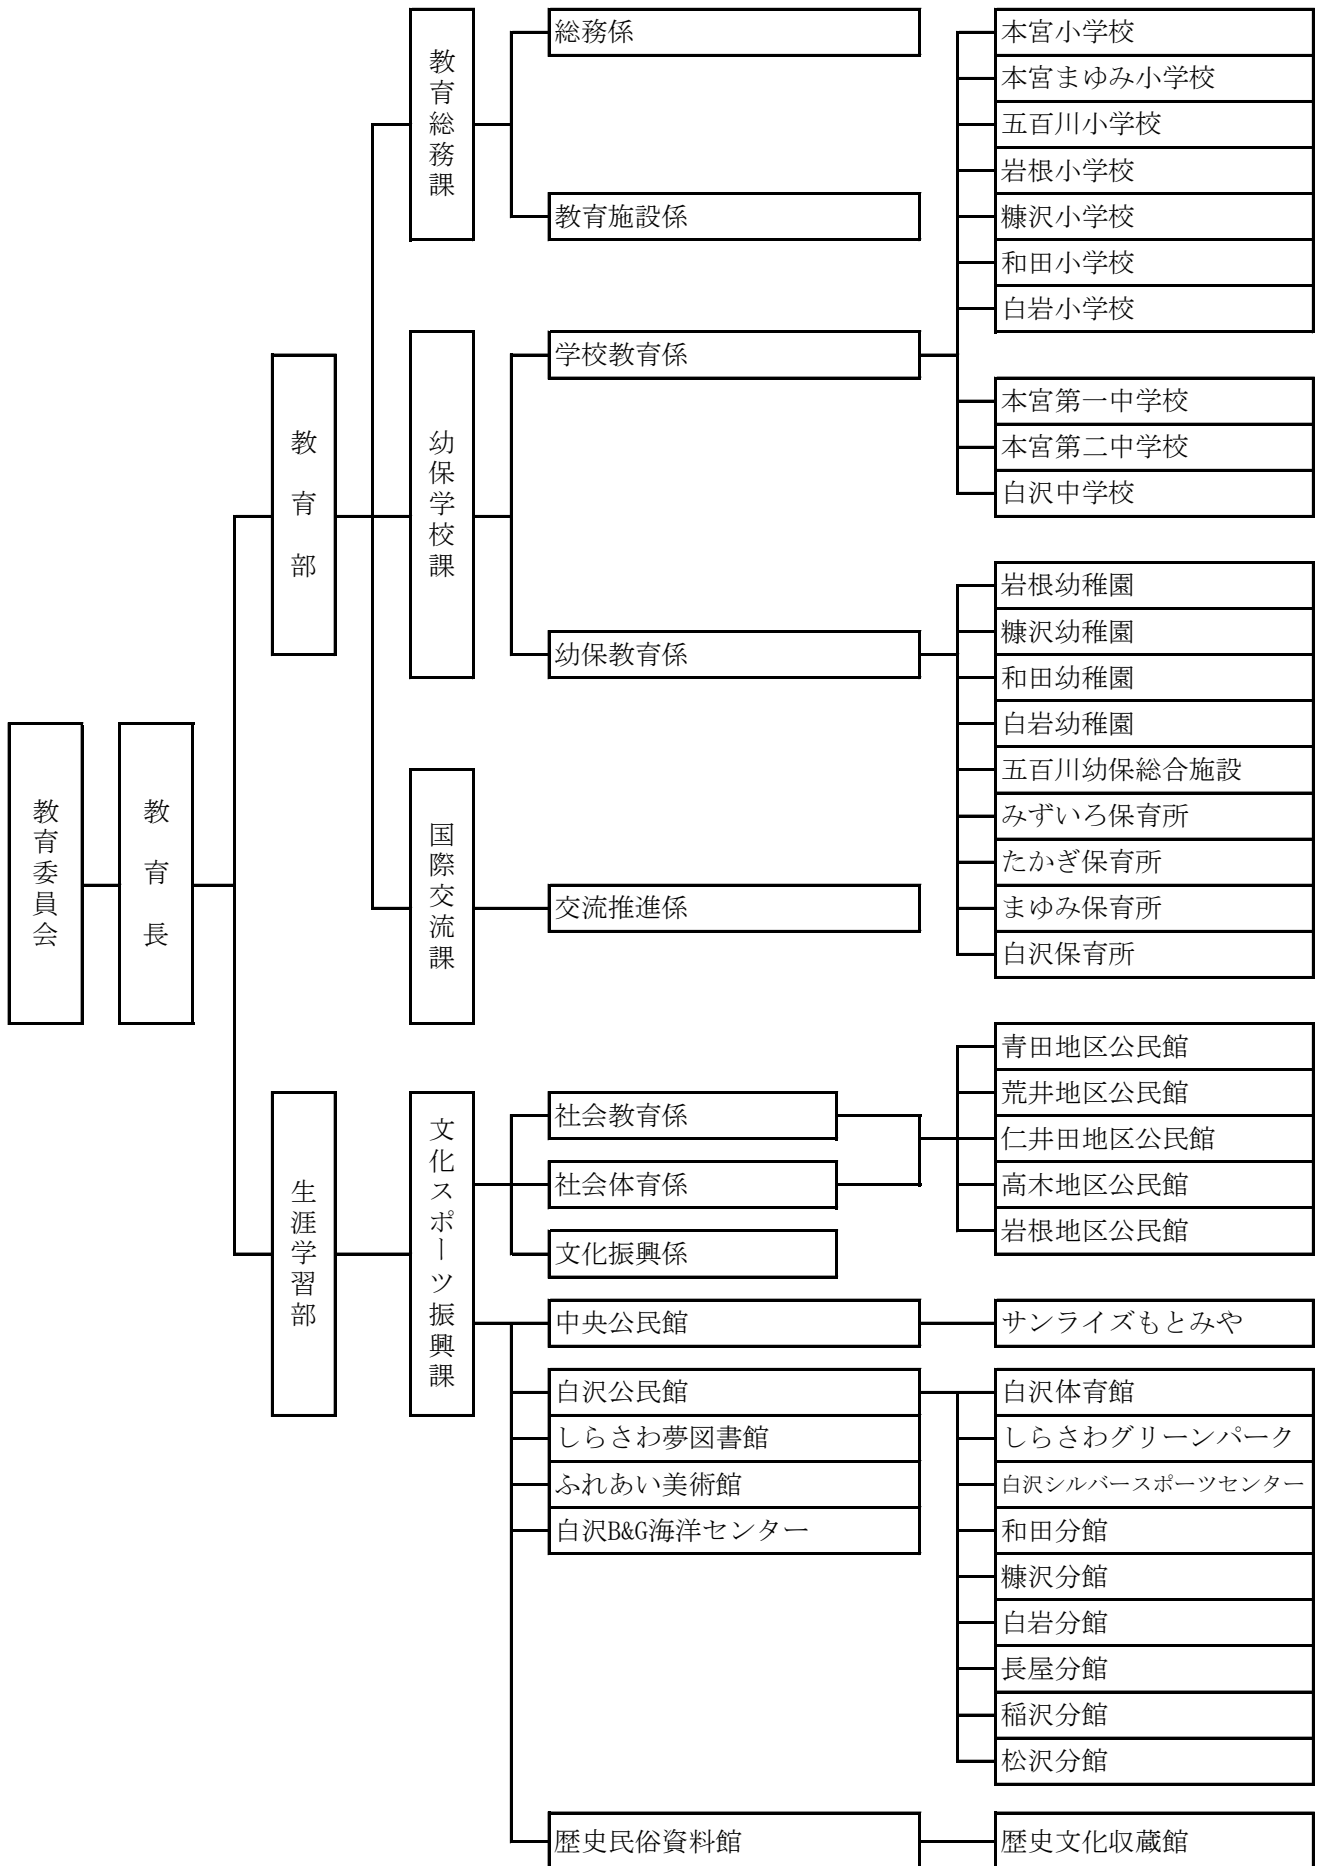 教育委員会
教育長
教育部
教育総務課
総務係
教育施設係
幼保学校課
学校教育係
本宮小学校
本宮まゆみ小学校
五百川小学校
岩根小学校
糠沢小学校
和田小学校
白岩小学校
本宮第一中学校
本宮第二中学校
白沢中学校
幼保教育係
岩根幼稚園
糠沢幼稚園
和田幼稚園
白岩幼稚園
五百川幼保総合施設
みずいろ保育所
たかぎ保育所
まゆみ保育所
白沢保育所
国際交流課
交流推進係
生涯学習部
文化スポーツ振興課
社会教育係
社会体育係
文化振興係
青田地区公民館
荒井地区公民館
仁井田地区公民館
高木地区公民館
岩根地区公民館
中央公民館
サンライズもとみや
白沢公民館
しらさわ夢図書館
ふれあい美術館
白沢B&G海洋センター
白沢体育館
しらさわグリーンパーク
白沢シルバースポーツセンター
和田分館
糠沢分館
白岩分館
長屋分館
稲沢分館
松沢分館
歴史民俗資料館
歴史文化収蔵館